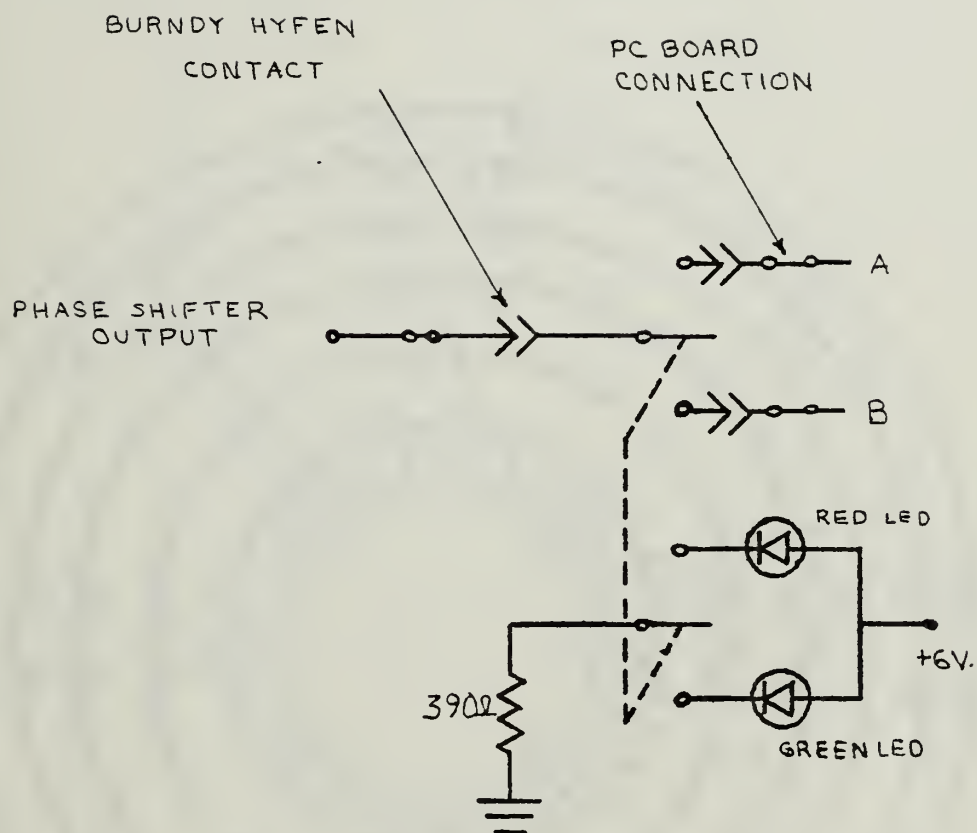 BURNDY HYFEN
CONTACT
PC BOARD
CONNECTION
A
PHASE SHIFTER
OUTPUT
B
RED LED
+6V.
390Ω
GREEN LED